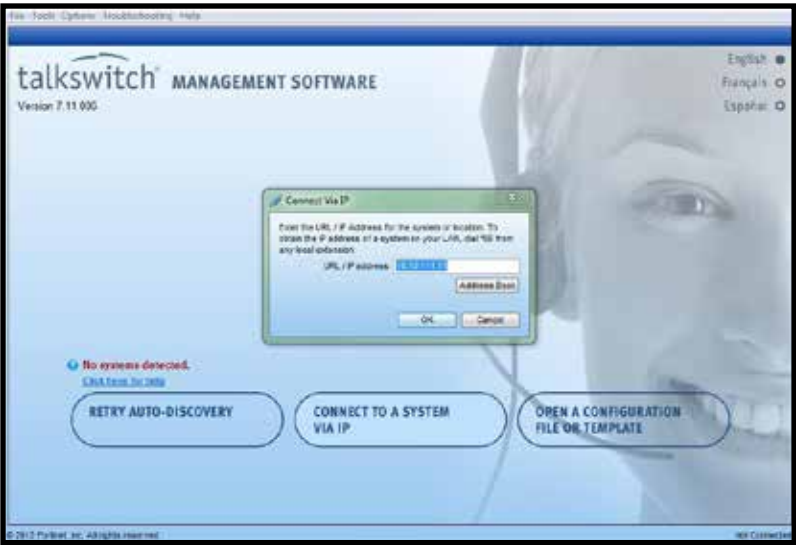 File Tools Options Troubleshooting Help
talkswitch MANAGEMENT SOFTWARE
Version 7.11.00G
English
Français
Español
Connect Via IP
Enter the URL / IP Address for the system or location. To
obtain the IP address of a system on your LAN, dial from
any local extension.
URL / IP address
Address Book
OK Cancel
No systems detected.
Click here for help
RETRY AUTO-DISCOVERY
CONNECT TO A SYSTEM
VIA IP
OPEN A CONFIGURATION
FILE OR TEMPLATE
© 2012 Fortinet, Inc. All rights reserved
Not Connected